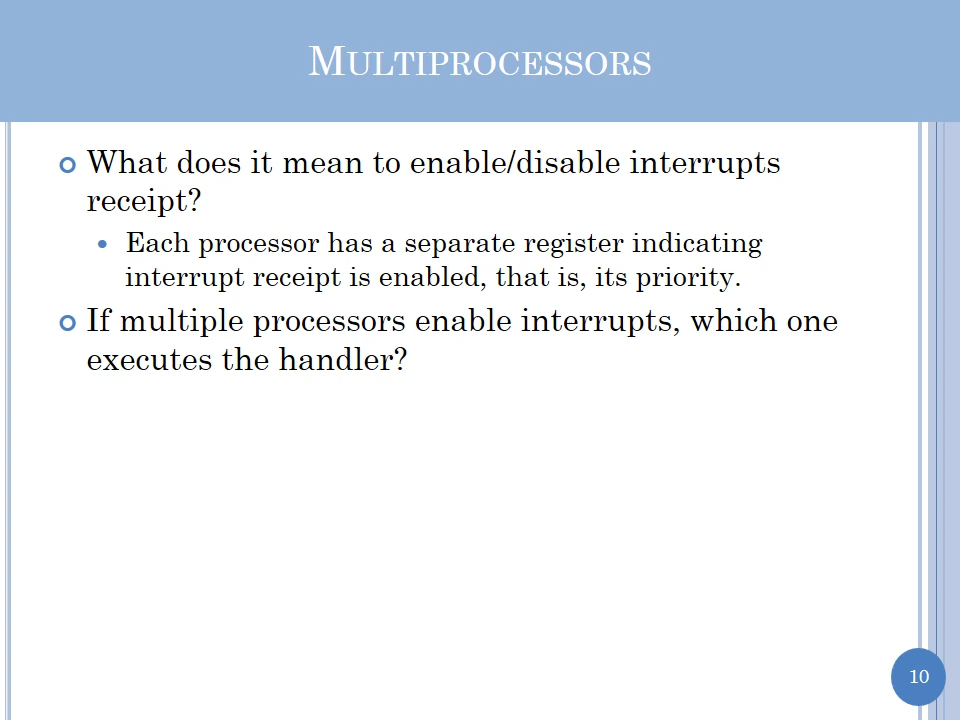 MULTIPROCESSORS
What does it mean to enable/disable interrupts
receipt?
Each processor has a separate register indicating
interrupt receipt is enabled, that is, its priority.
If multiple processors enable interrupts, which one
executes the handler?
10